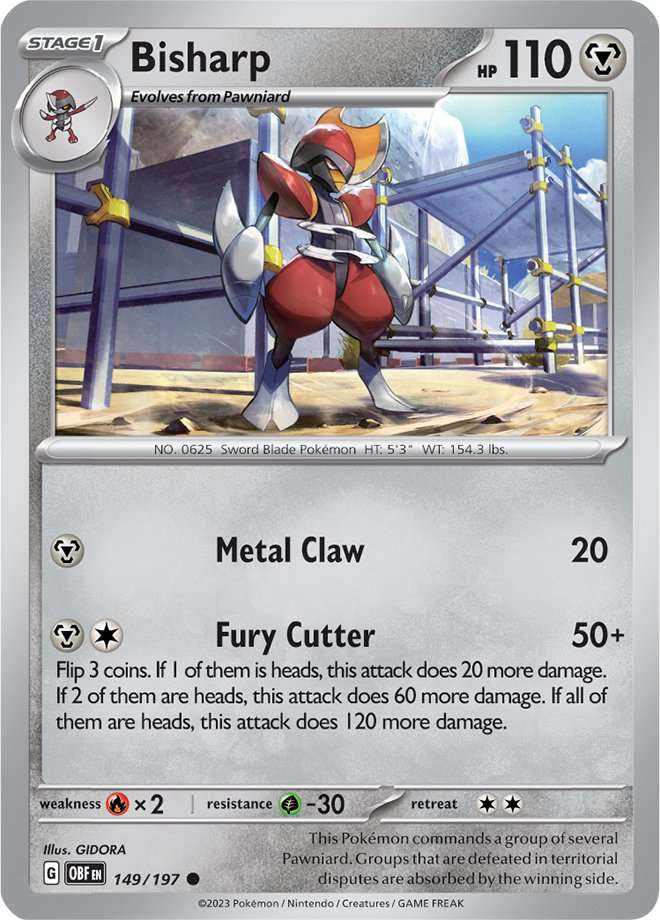 STAGE 1
Bisharp
HP 110
Evolves from Pawniard
NO. 0625 Sword Blade Pokémon HT: 5'3" WT: 154.3 lbs.
Metal Claw 20
Fury Cutter 50+
Flip 3 coins. If 1 of them is heads, this attack does 20 more damage.
If 2 of them are heads, this attack does 60 more damage. If all of
them are heads, this attack does 120 more damage.
weakness ×2 resistance -30 retreat
Illus. GIDORA
This Pokémon commands a group of several
Pawniard. Groups that are defeated in territorial
disputes are absorbed by the winning side.
G OBF EN 149/197
©2023 Pokémon / Nintendo / Creatures / GAME FREAK